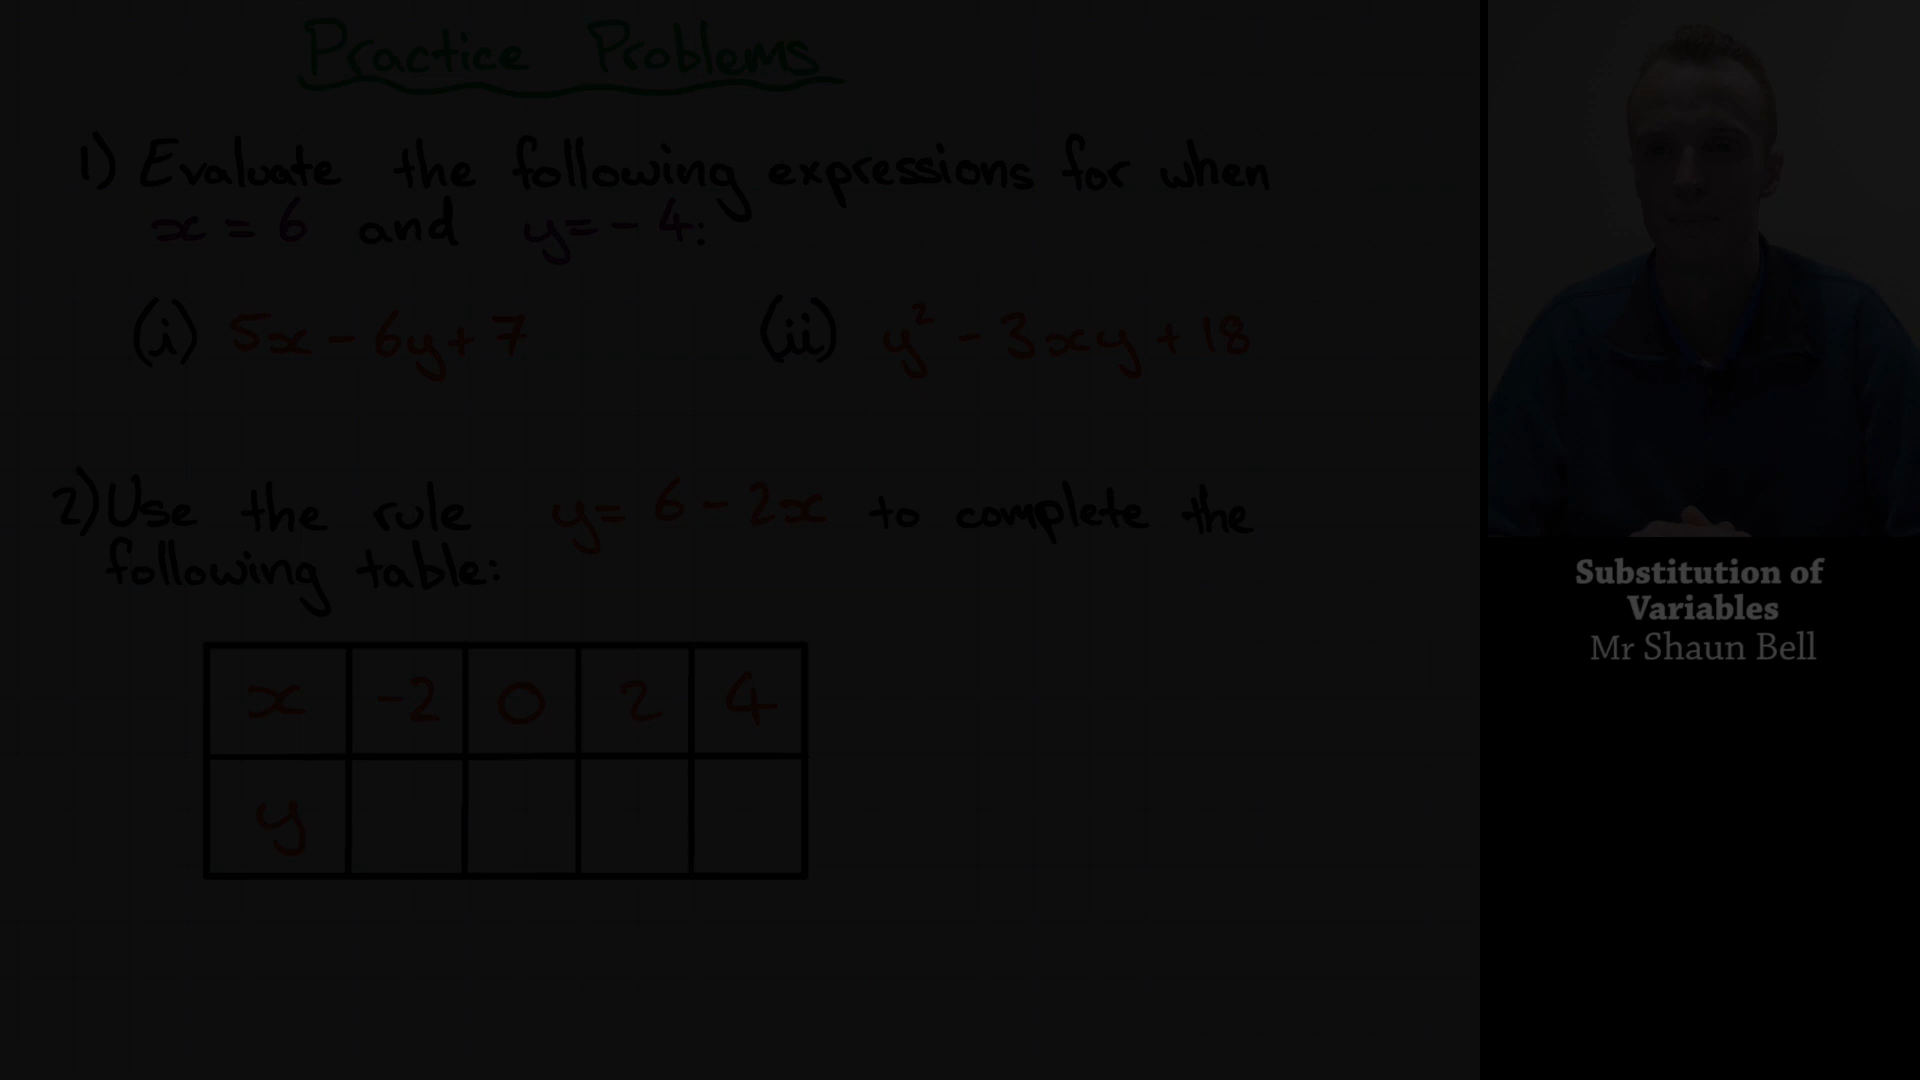 Practice Problems
1) Evaluate the following expressions for when
x = 6 and y = - 4:
(i) 5x - 6y + 7
(ii) y² - 3xy + 18
2) Use the rule y = 6 - 2x to complete the
following table:
x -2 0 2 4
y
Substitution of
Variables
Mr Shaun Bell